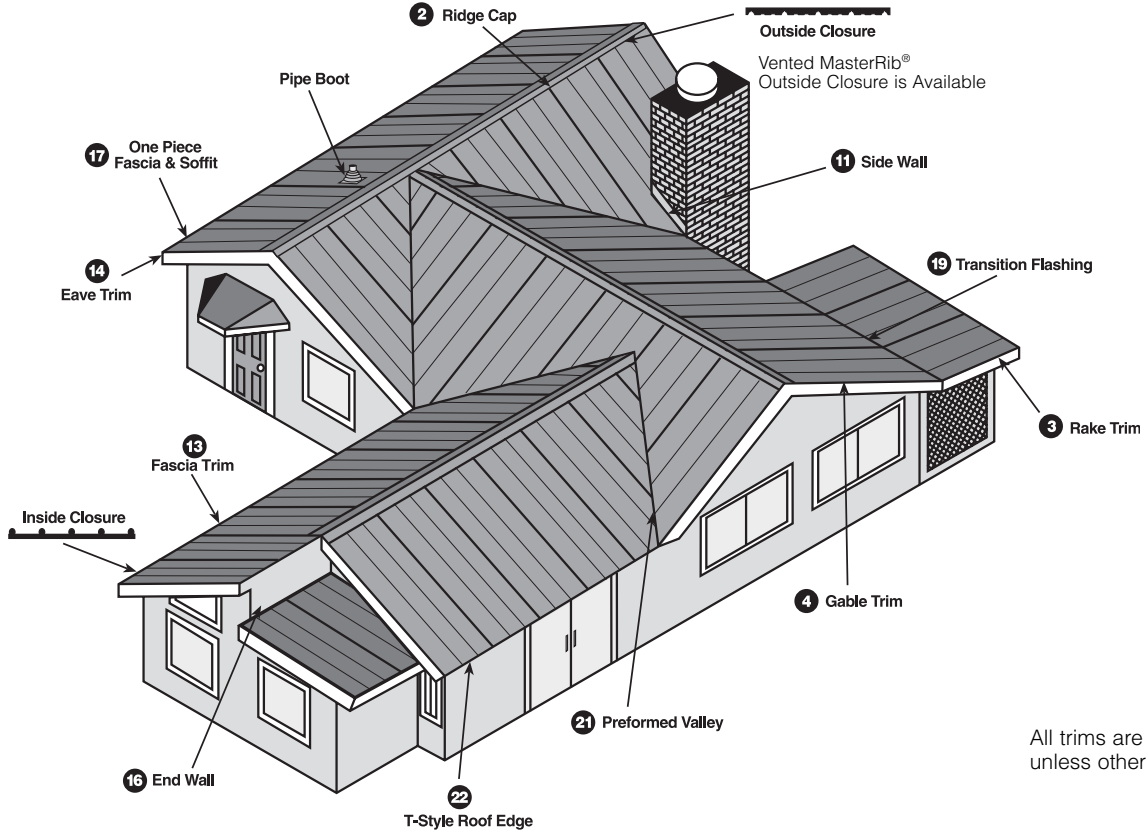 2 Ridge Cap
Outside Closure
Vented MasterRib®
Outside Closure is Available
Pipe Boot
17 One Piece
Fascia & Soffit
11 Side Wall
14
Eave Trim
19 Transition Flashing
3 Rake Trim
13
Fascia Trim
Inside Closure
4 Gable Trim
21 Preformed Valley
16 End Wall
22
T-Style Roof Edge
All trims are
unless other